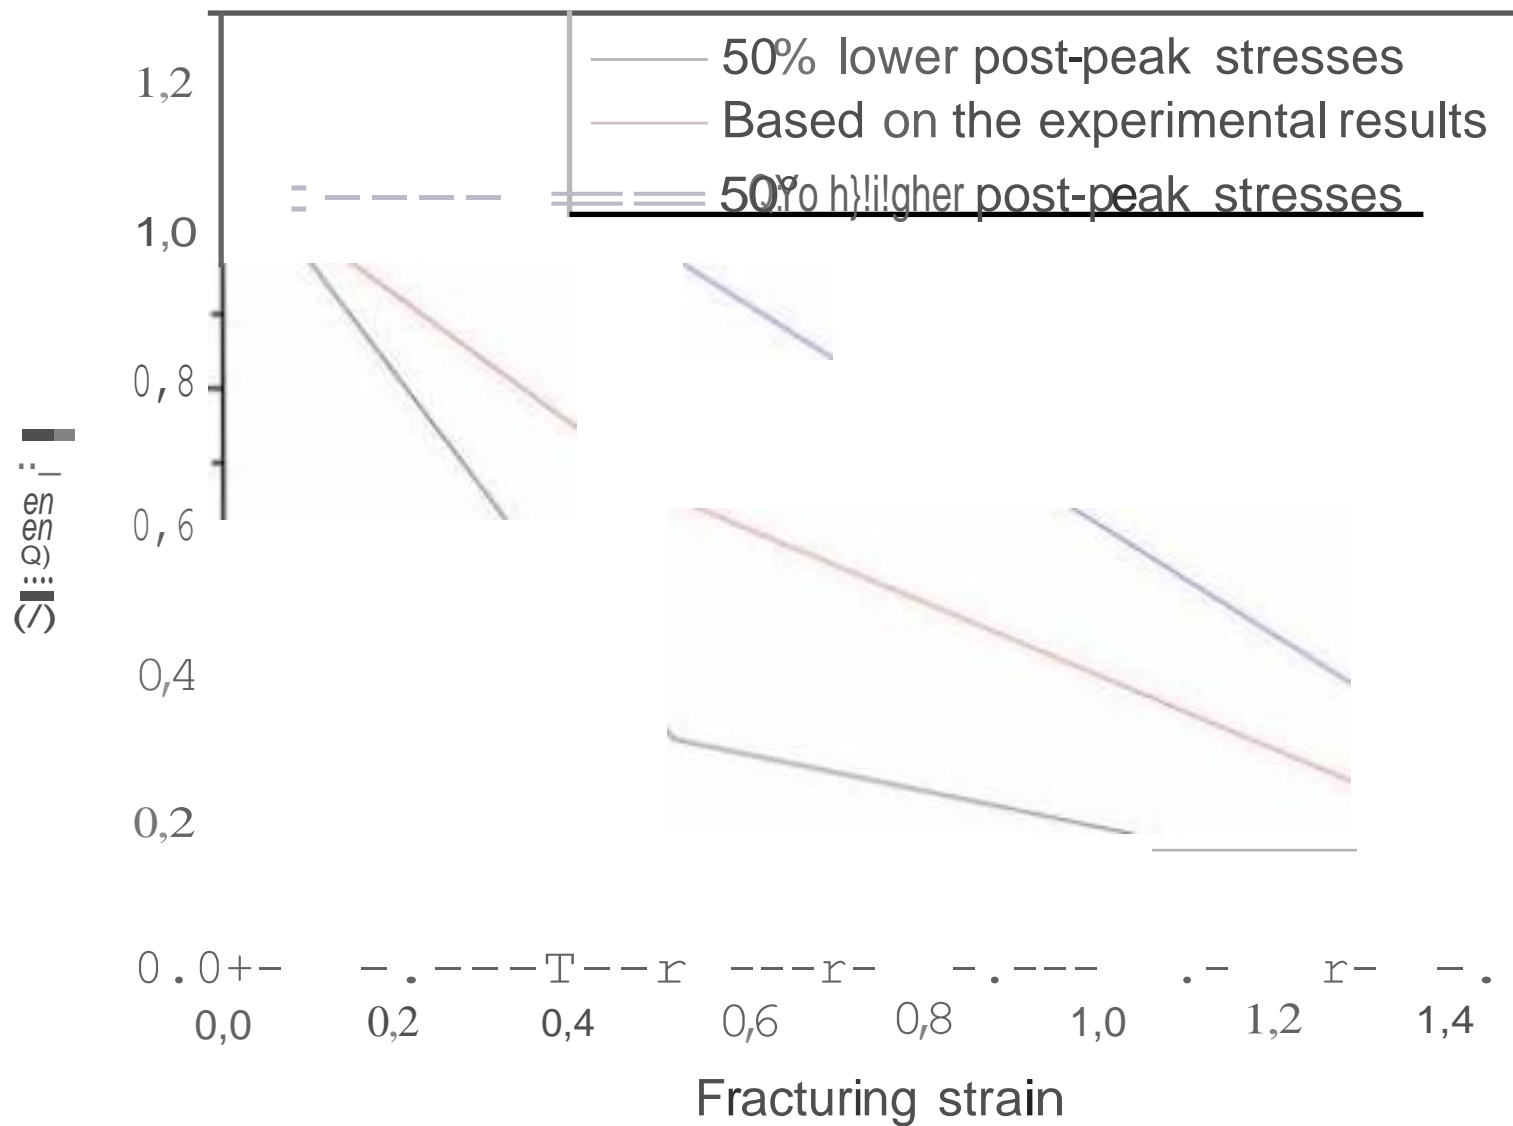 50% lower post-peak stresses
Based on the experimental results
post-peak stresses
1,2
1,0
0,8
0,6
0,4
0,2
0.0
0,0 0,2 0,4 0,6 0,8 1,0 1,2 1,4
Fracturing strain